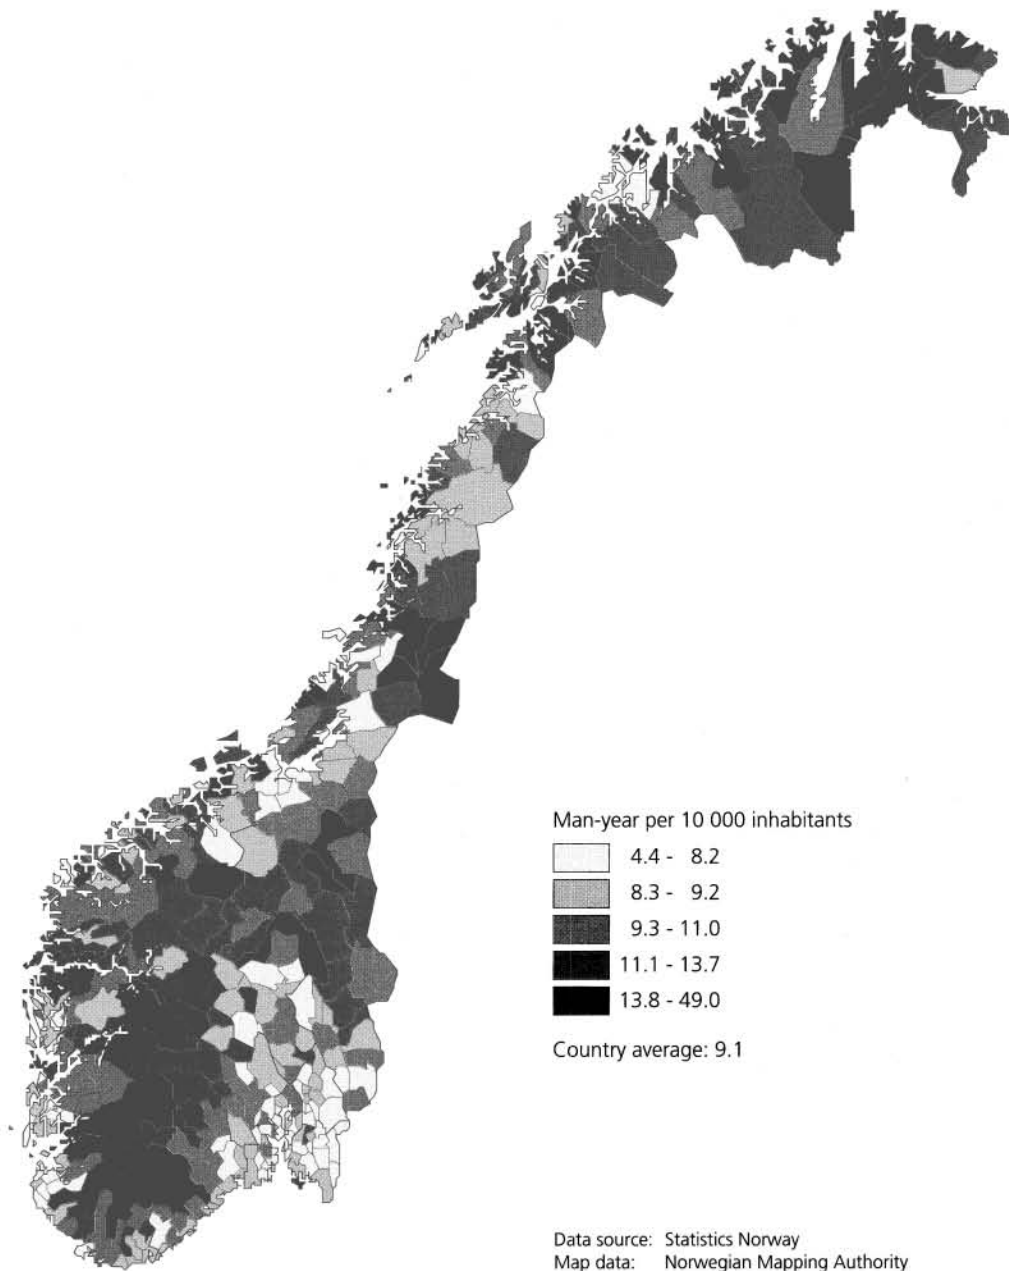 Man-year per 10 000 inhabitants
4.4 - 8.2
8.3 - 9.2
9.3 - 11.0
11.1 - 13.7
13.8 - 49.0
Country average: 9.1
Data source: Statistics Norway
Map data: Norwegian Mapping Authority